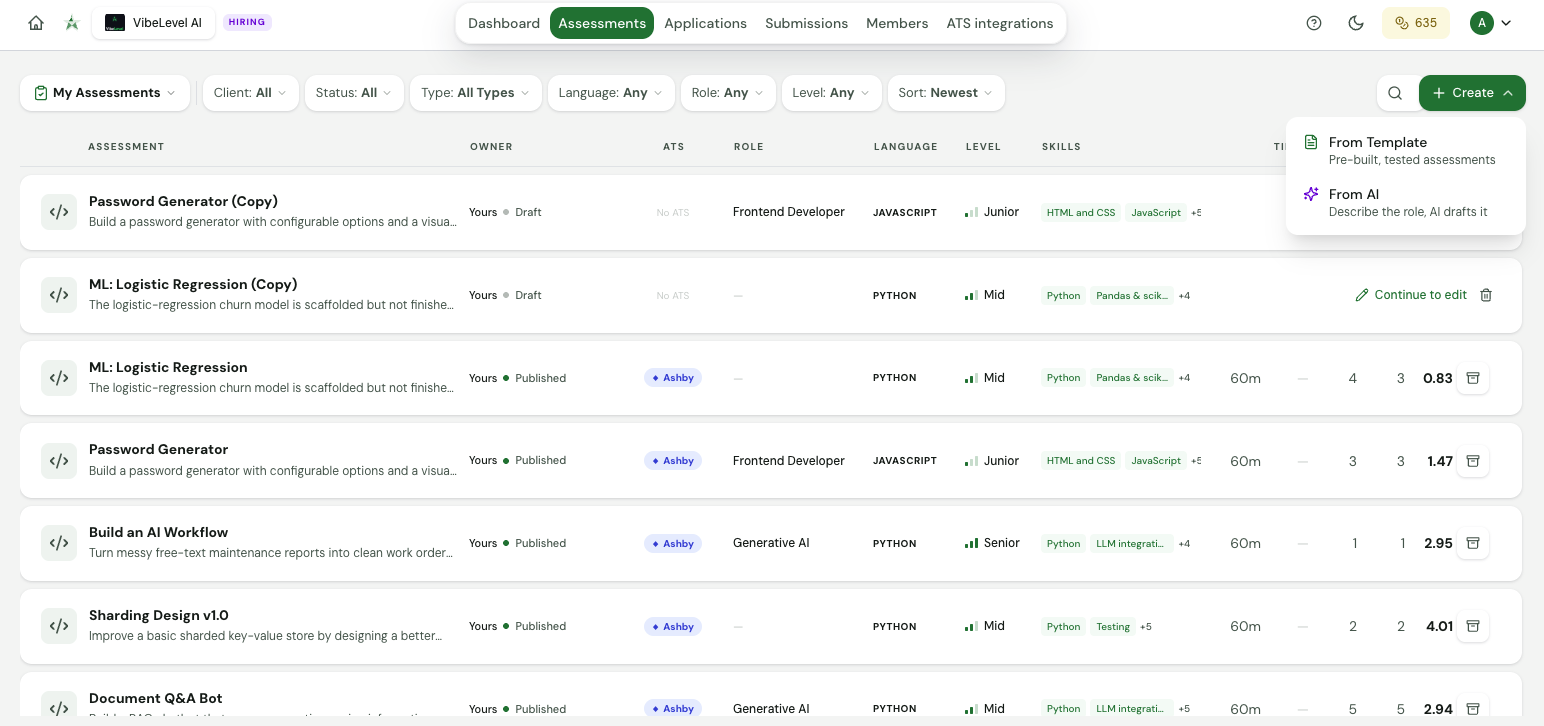 VibeLevel AI HIRING Dashboard Assessments Applications Submissions Members ATS integrations 635 A
My Assessments Client: All Status: All Type: All Types Language: Any Role: Any Level: Any Sort: Newest + Create
ASSESSMENT OWNER ATS ROLE LANGUAGE LEVEL SKILLS
From Template
Pre-built, tested assessments
From AI
Describe the role, AI drafts it
Password Generator (Copy)
Build a password generator with configurable options and a visua…
Yours Draft No ATS Frontend Developer JAVASCRIPT Junior HTML and CSS JavaScript +5
ML: Logistic Regression (Copy)
The logistic-regression churn model is scaffolded but not finishe…
Yours Draft No ATS — PYTHON Mid Python Pandas & scik… +4 Continue to edit
ML: Logistic Regression
The logistic-regression churn model is scaffolded but not finishe…
Yours Published Ashby — PYTHON Mid Python Pandas & scik… +4 60m — 4 3 0.83
Password Generator
Build a password generator with configurable options and a visua…
Yours Published Ashby Frontend Developer JAVASCRIPT Junior HTML and CSS JavaScript +5 60m — 3 3 1.47
Build an AI Workflow
Turn messy free-text maintenance reports into clean work order…
Yours Published Ashby Generative AI PYTHON Senior Python LLM integrati… +4 60m — 1 1 2.95
Sharding Design v1.0
Improve a basic sharded key-value store by designing a better…
Yours Published Ashby — PYTHON Mid Python Testing +5 60m — 2 2 4.01
Document Q&A Bot
Yours Published Ashby Generative AI PYTHON Mid Python LLM integrati… +5 60m — 5 5 2.94